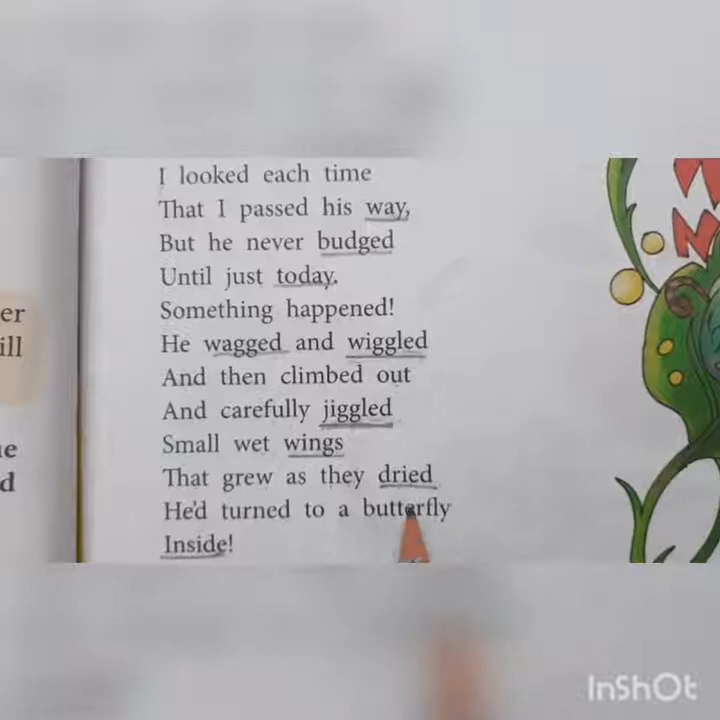 I looked each time
That I passed his way,
But he never budged
Until just today.
Something happened!
He wagged and wiggled
And then climbed out
And carefully jiggled
Small wet wings
That grew as they dried
He'd turned to a butterfly
Inside!
er
ill
d
InShOt